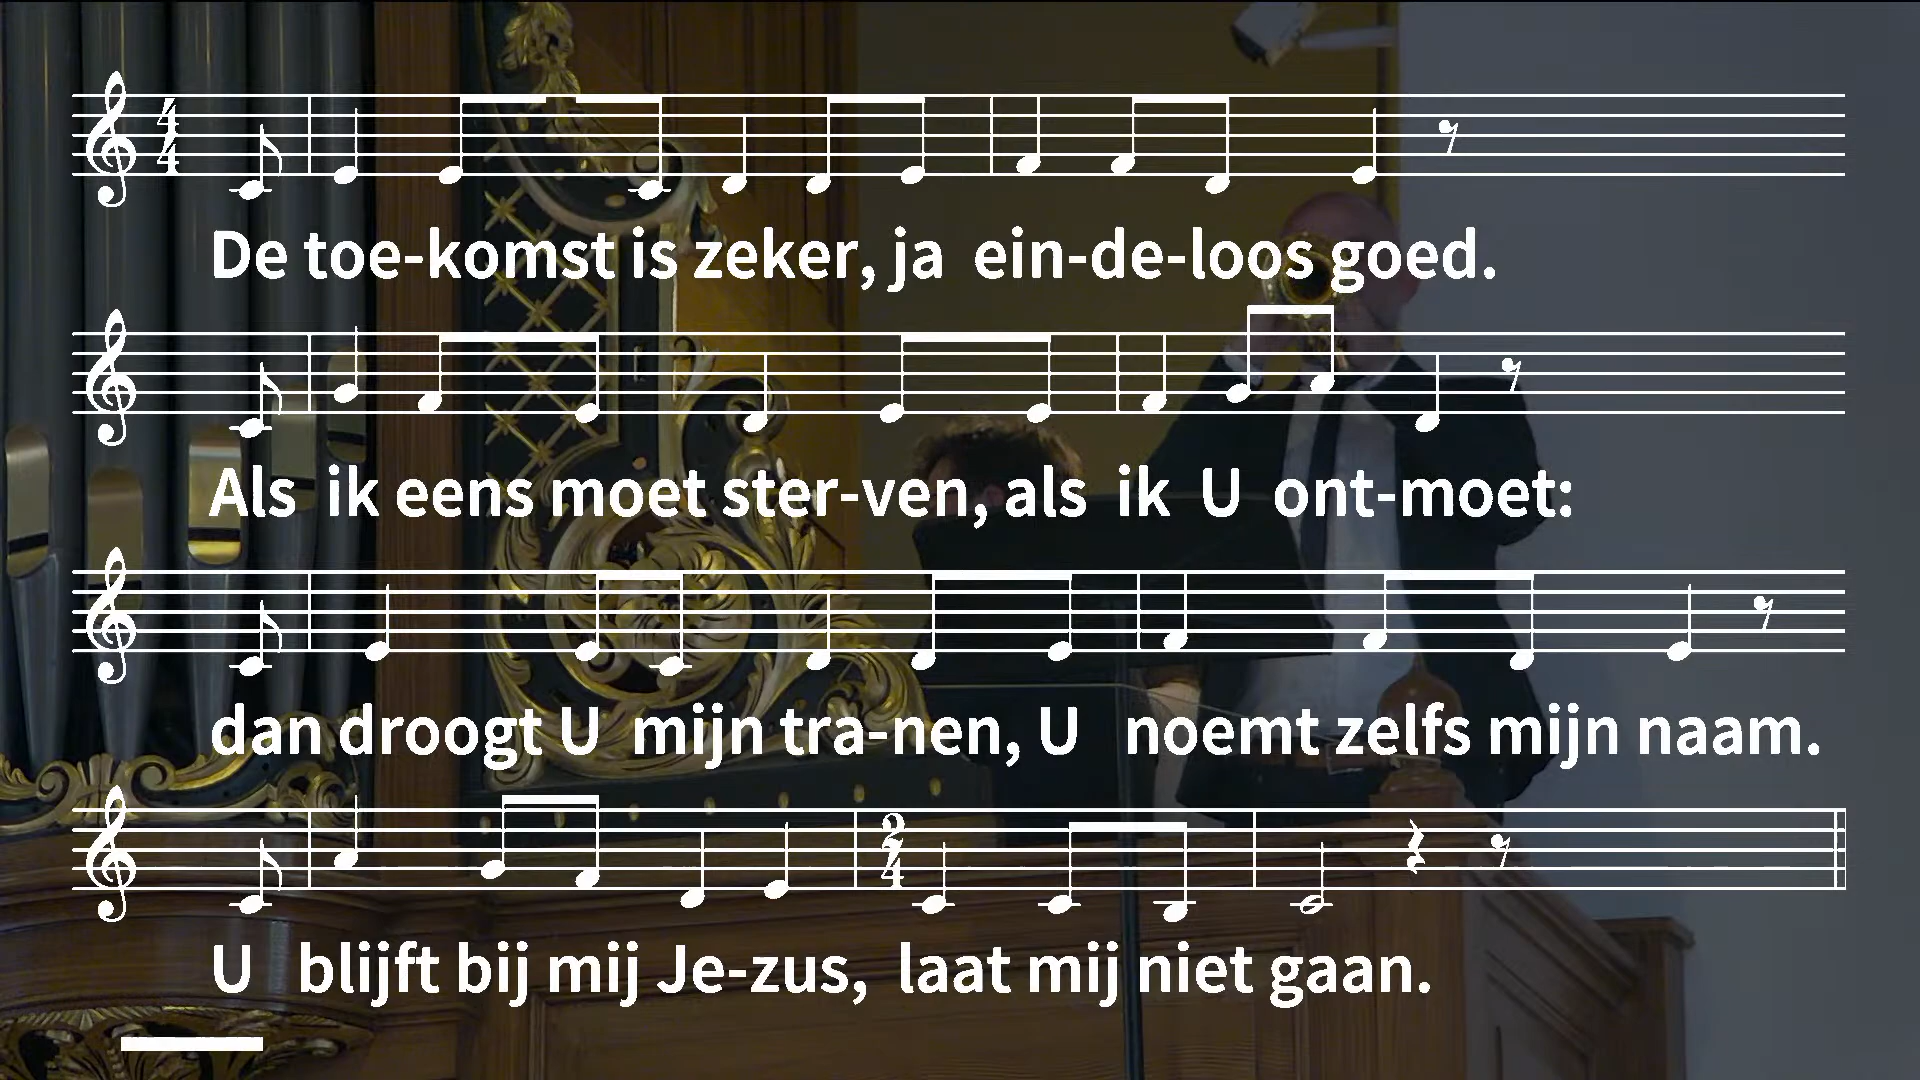 De toe-komst is zeker, ja ein-de-loos goed.
Als ik eens moet ster-ven, als ik U ont-moet:
dan droogt U mijn tra-nen, U noemt zelfs mijn naam.
U blijft bij mij Je-zus, laat mij niet gaan.